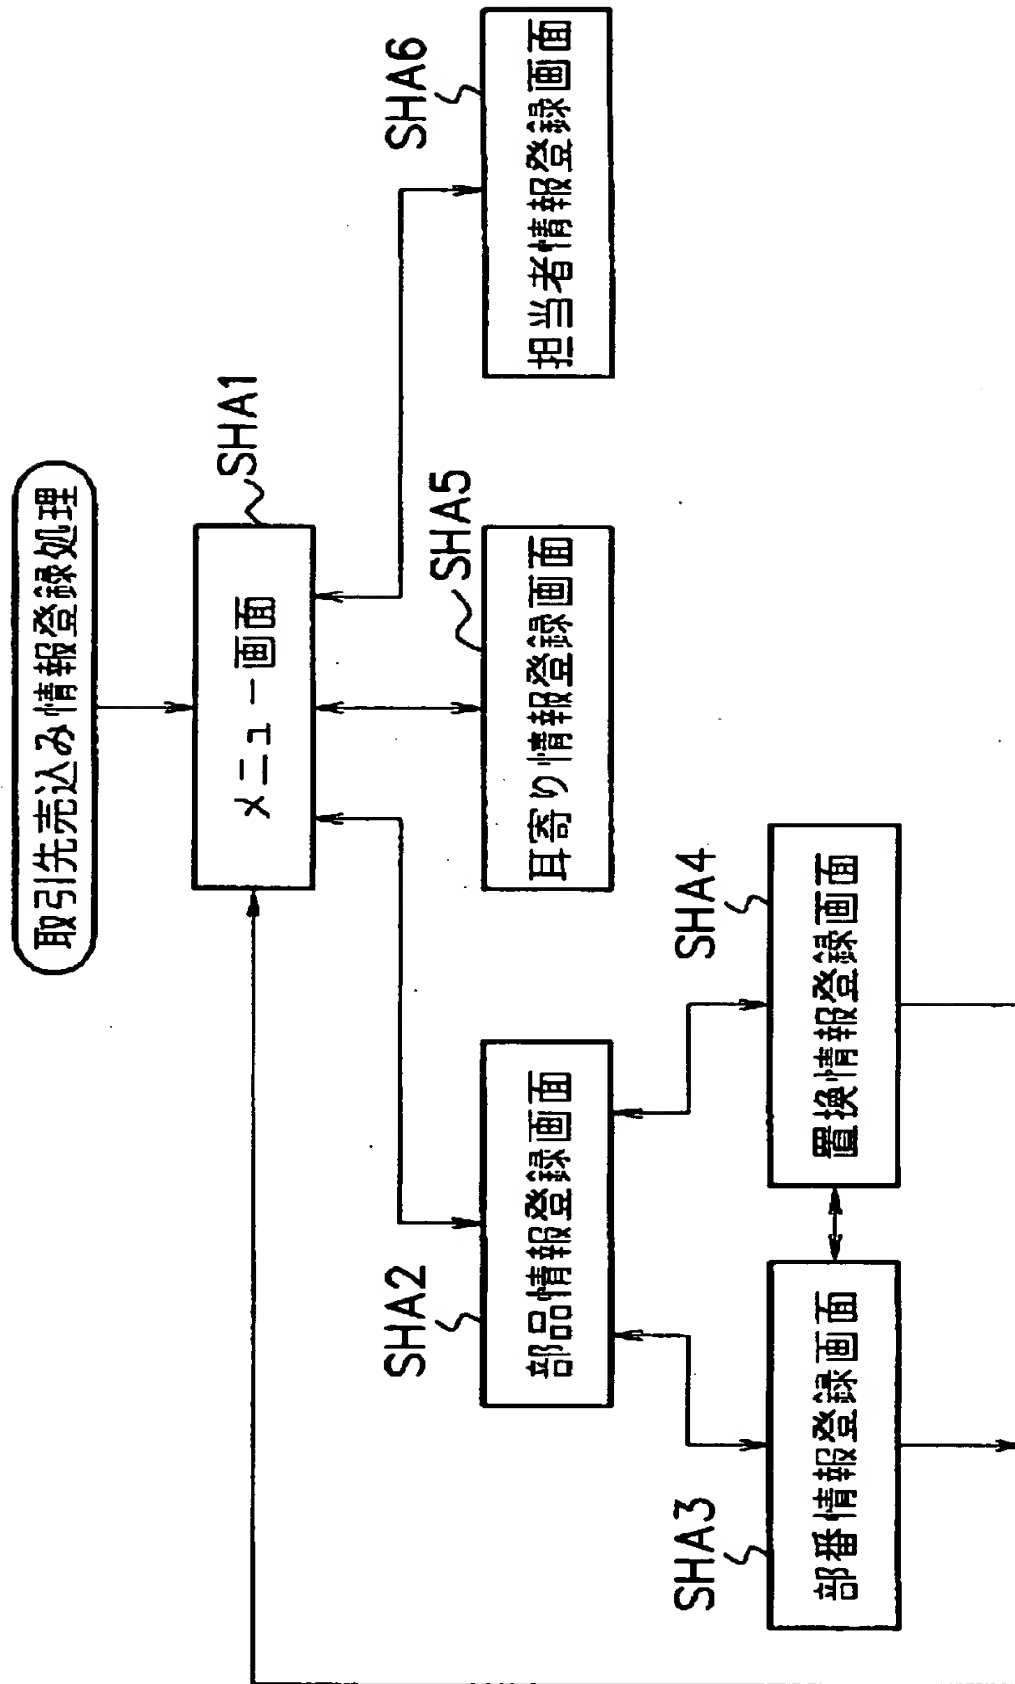 取引先売込み情報登録処理
メニュー画面
SHA1
部品情報登録画面
SHA2
耳寄り情報登録画面
SHA5
担当者情報登録画面
SHA6
部番情報登録画面
SHA3
置換情報登録画面
SHA4